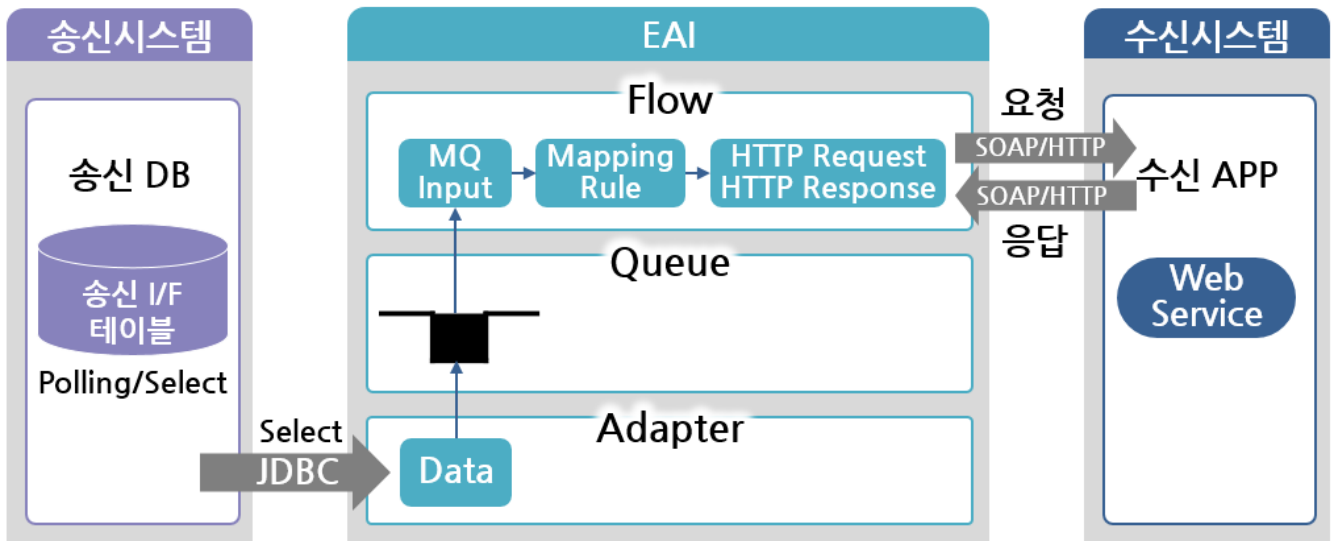 송신시스템
송신 DB
송신 I/F
테이블
Polling/Select
Select
JDBC
EAI
Flow
MQ
Input
Mapping
Rule
HTTP Request
HTTP Response
Queue
Adapter
Data
요청
SOAP/HTTP
SOAP/HTTP
응답
수신시스템
수신 APP
Web
Service